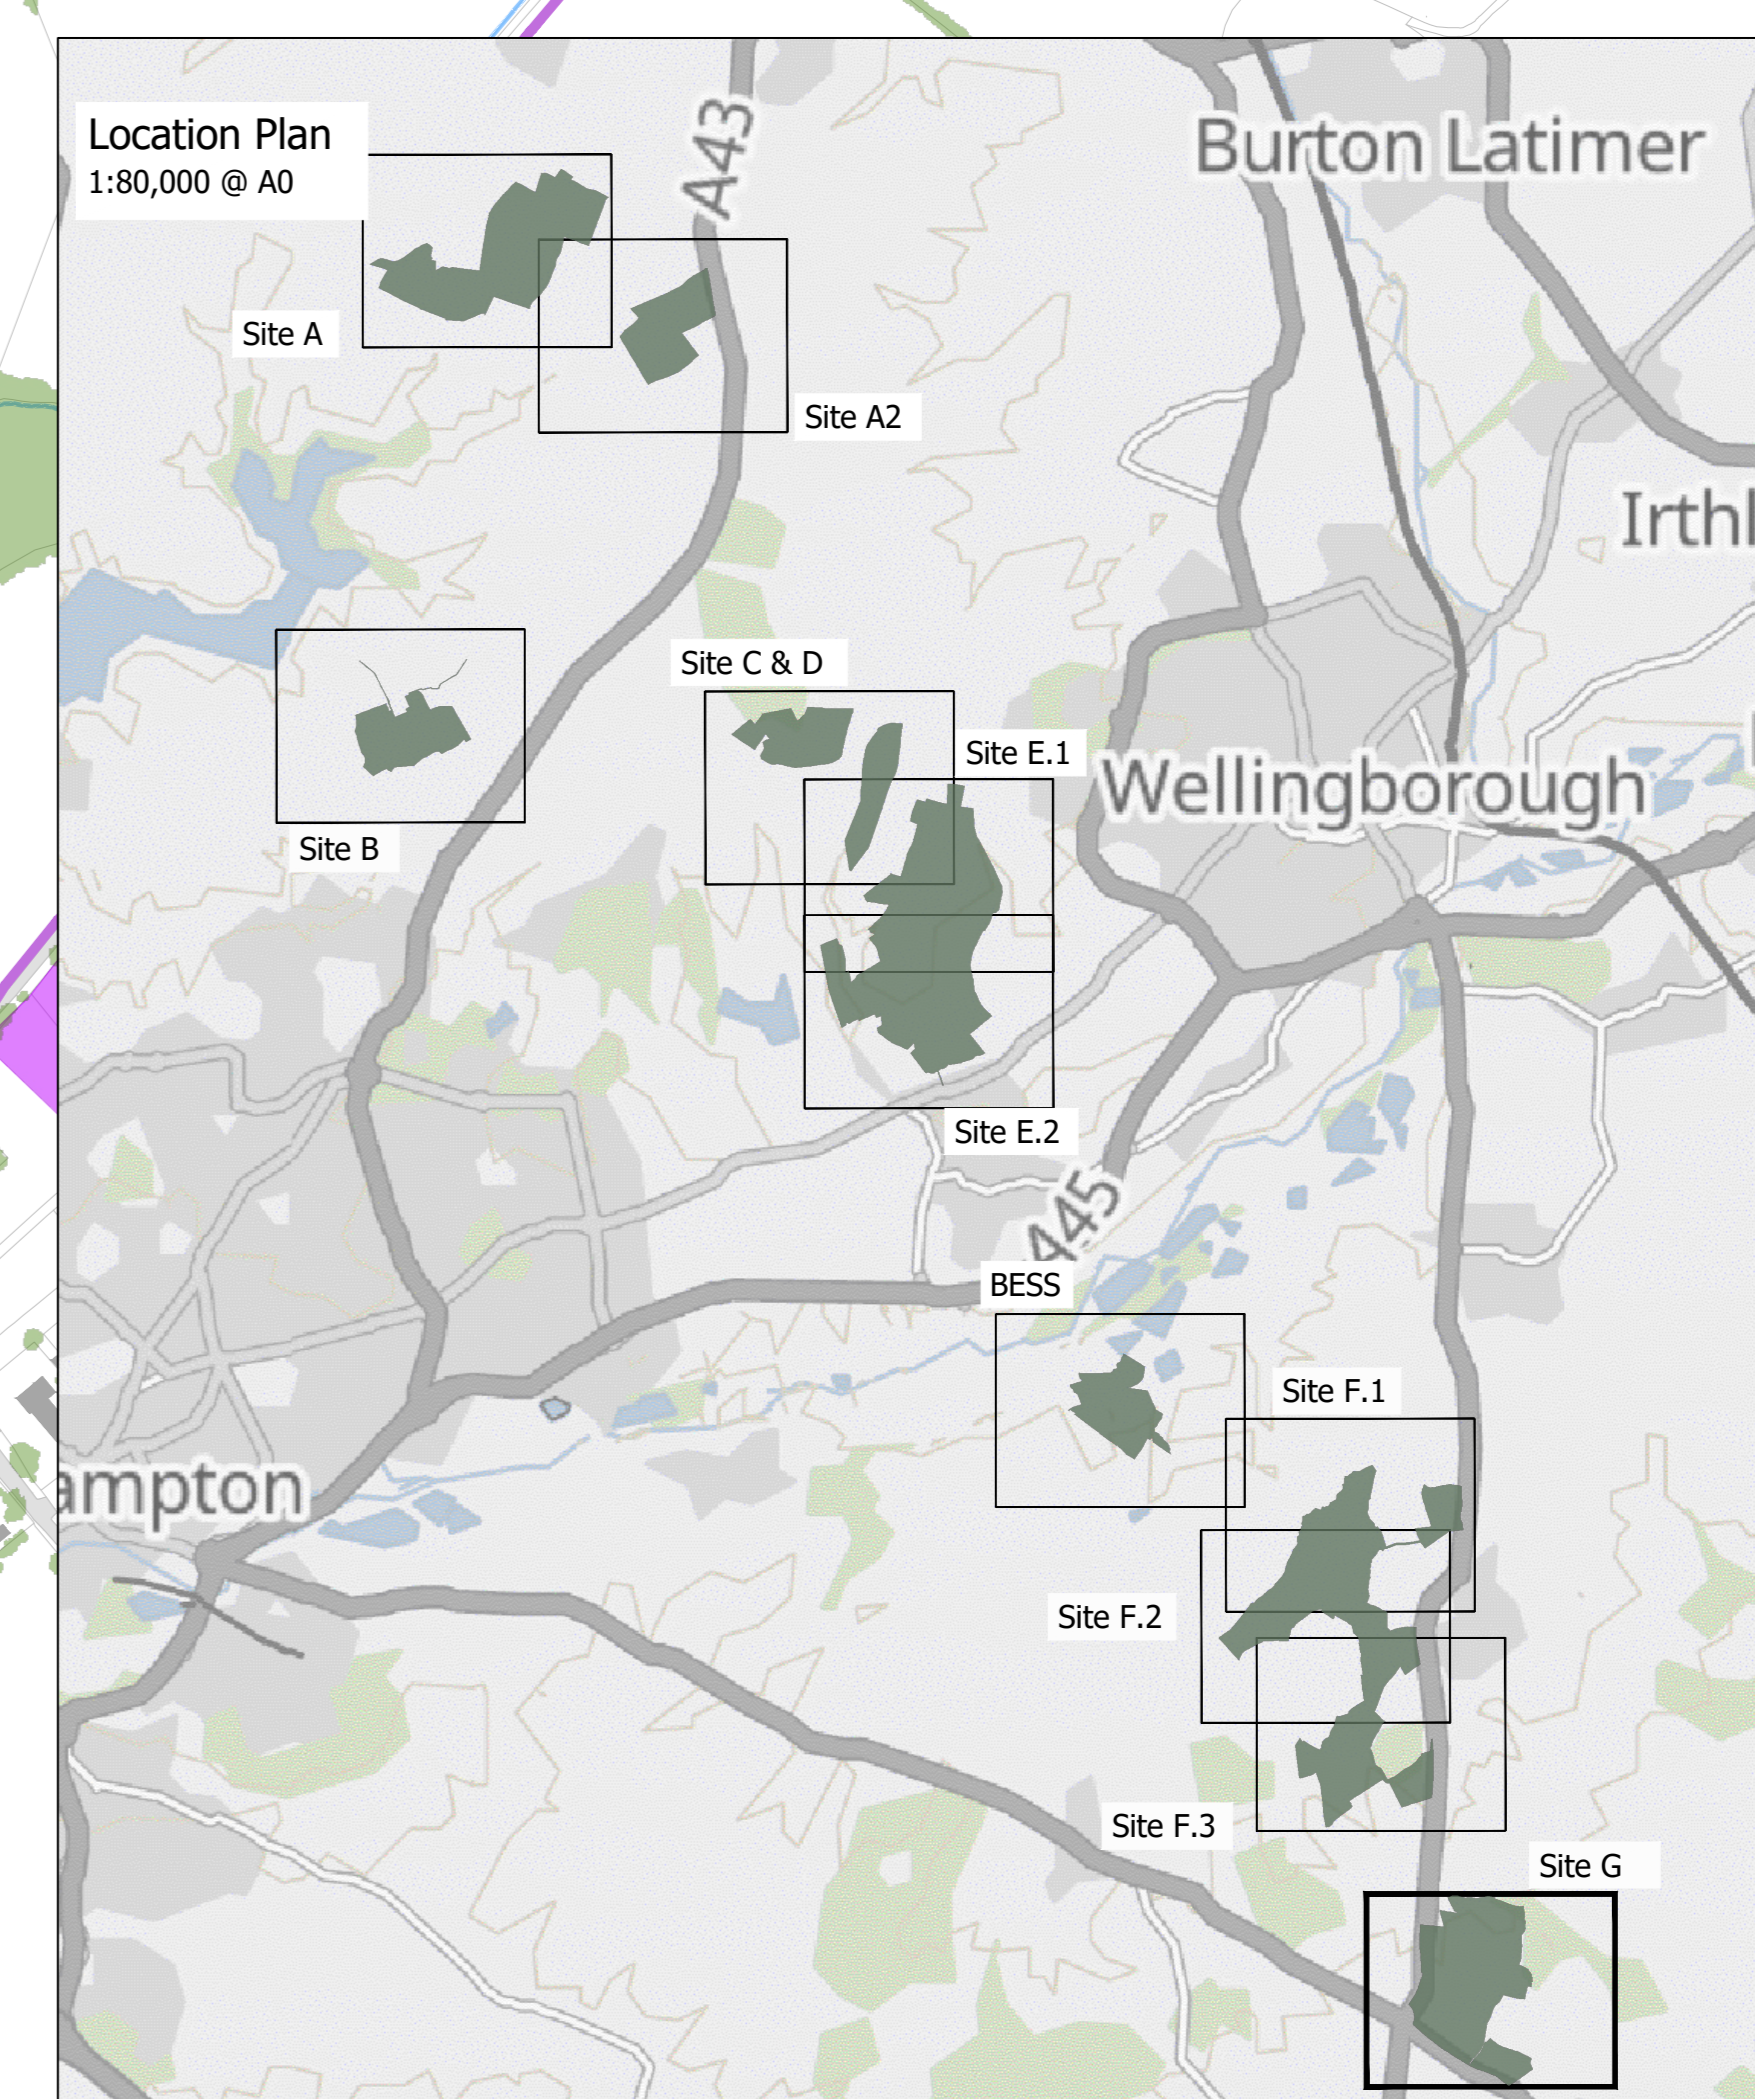 Location Plan
1:80,000 @ A0
A43
Burton Latimer
Site A
Site A2
Irthl
Site C & D
Site E.1
Wellingborough
Site B
Site E.2
A45
BESS
Site F.1
ampton
Site F.2
Site F.3
Site G